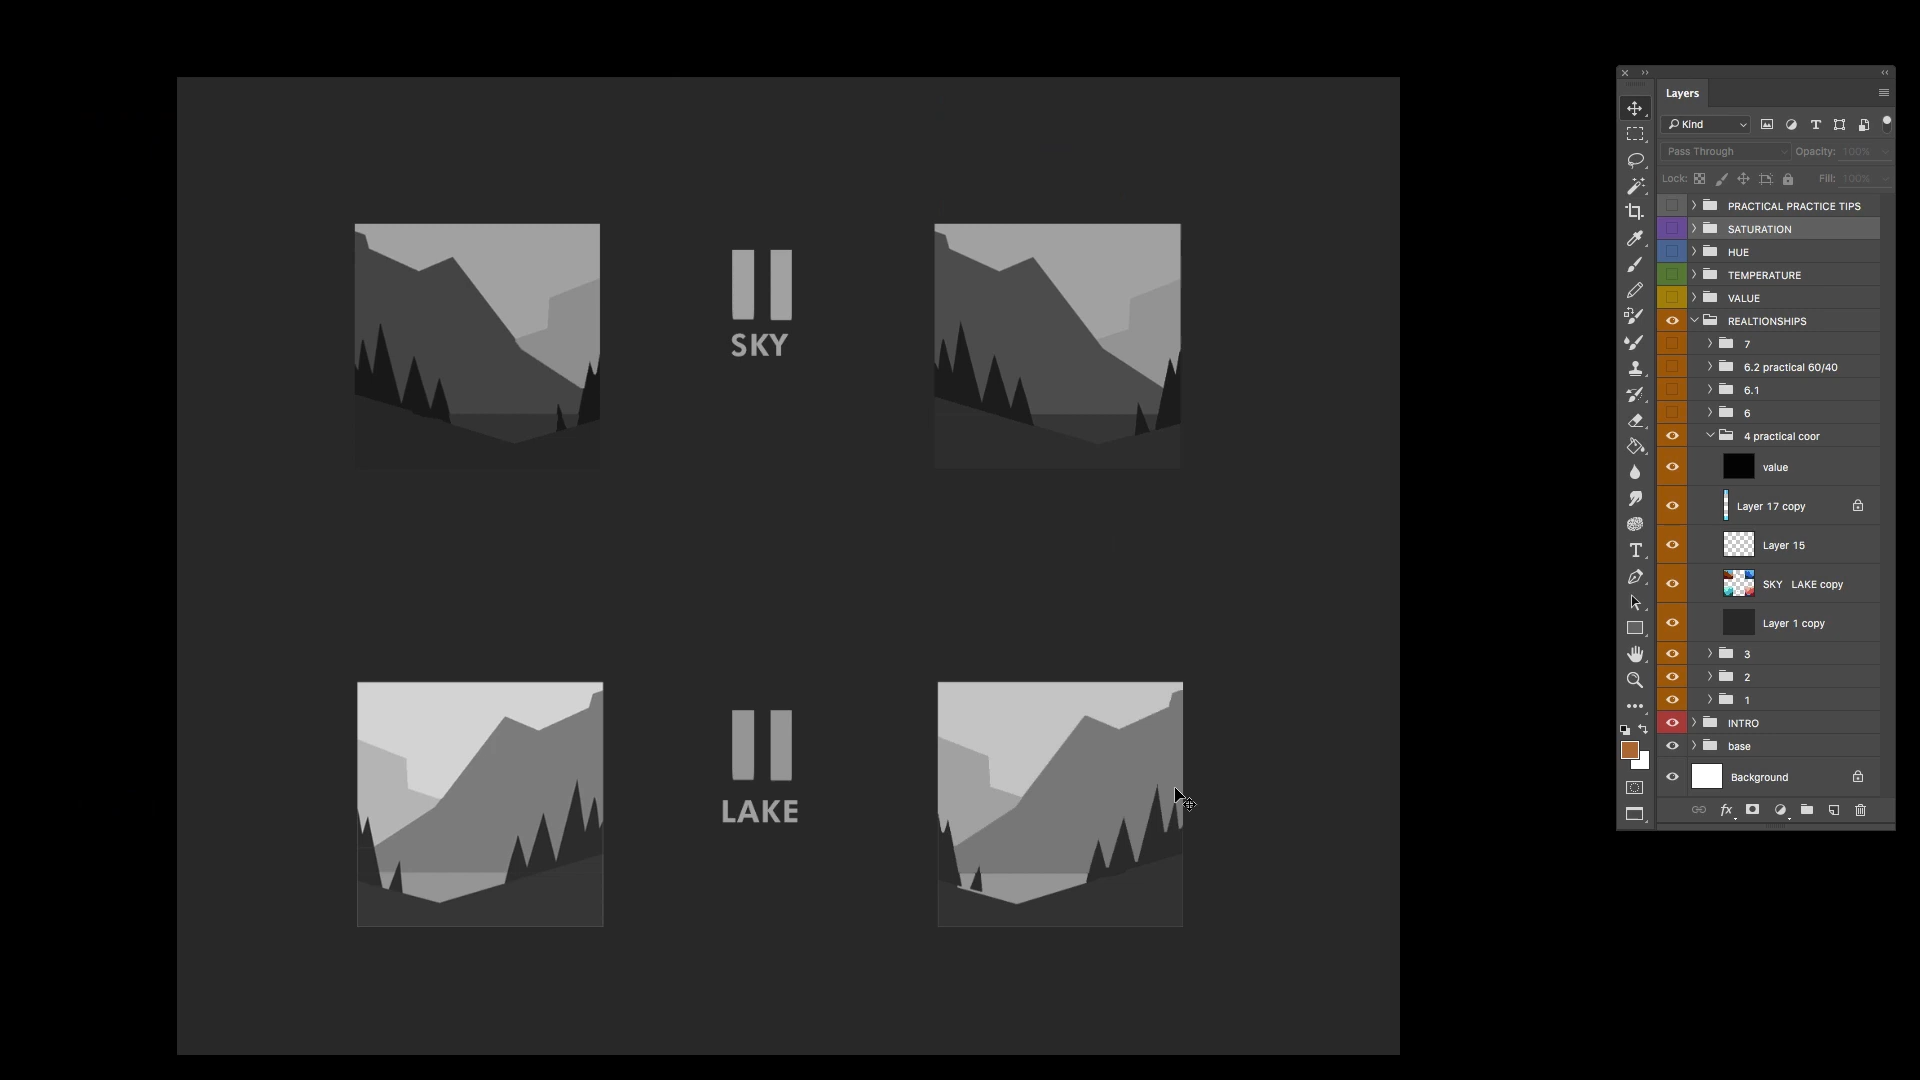 SKY
LAKE
Layers
Kind
Pass Through
Opacity: 100%
Lock:
Fill: 100%
PRACTICAL PRACTICE TIPS
SATURATION
HUE
TEMPERATURE
VALUE
REALTIONSHIPS
7
6.2 practical 60/40
6.1
6
4 practical coor
value
Layer 17 copy
Layer 15
SKY LAKE copy
Layer 1 copy
3
2
1
INTRO
base
Background